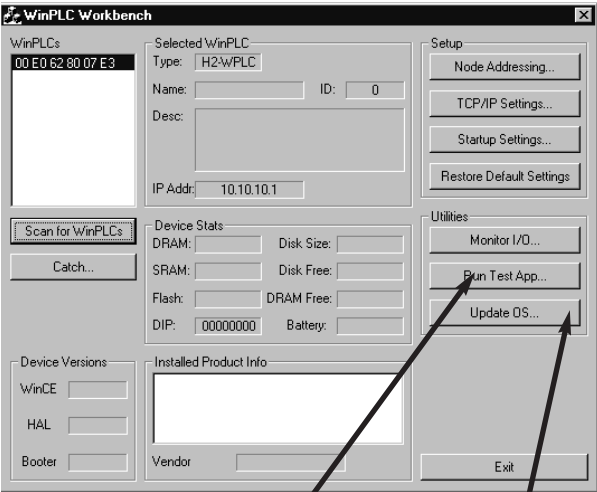 WinPLC Workbench
WinPLCs
00 E0 62 80 07 E3
Scan for WinPLCs
Catch...
Selected WinPLC
Type: H2-WPLC
Name: ID: 0
Desc:
IP Addr: 10.10.10.1
Device Stats
DRAM: Disk Size:
SRAM: Disk Free:
Flash: DRAM Free:
DIP: 00000000 Battery:
Setup
Node Addressing...
TCP/IP Settings...
Startup Settings...
Restore Default Settings
Utilities
Monitor I/O...
Run Test App...
Update OS...
Device Versions
WinCE
HAL
Booter
Installed Product Info
Vendor
Exit